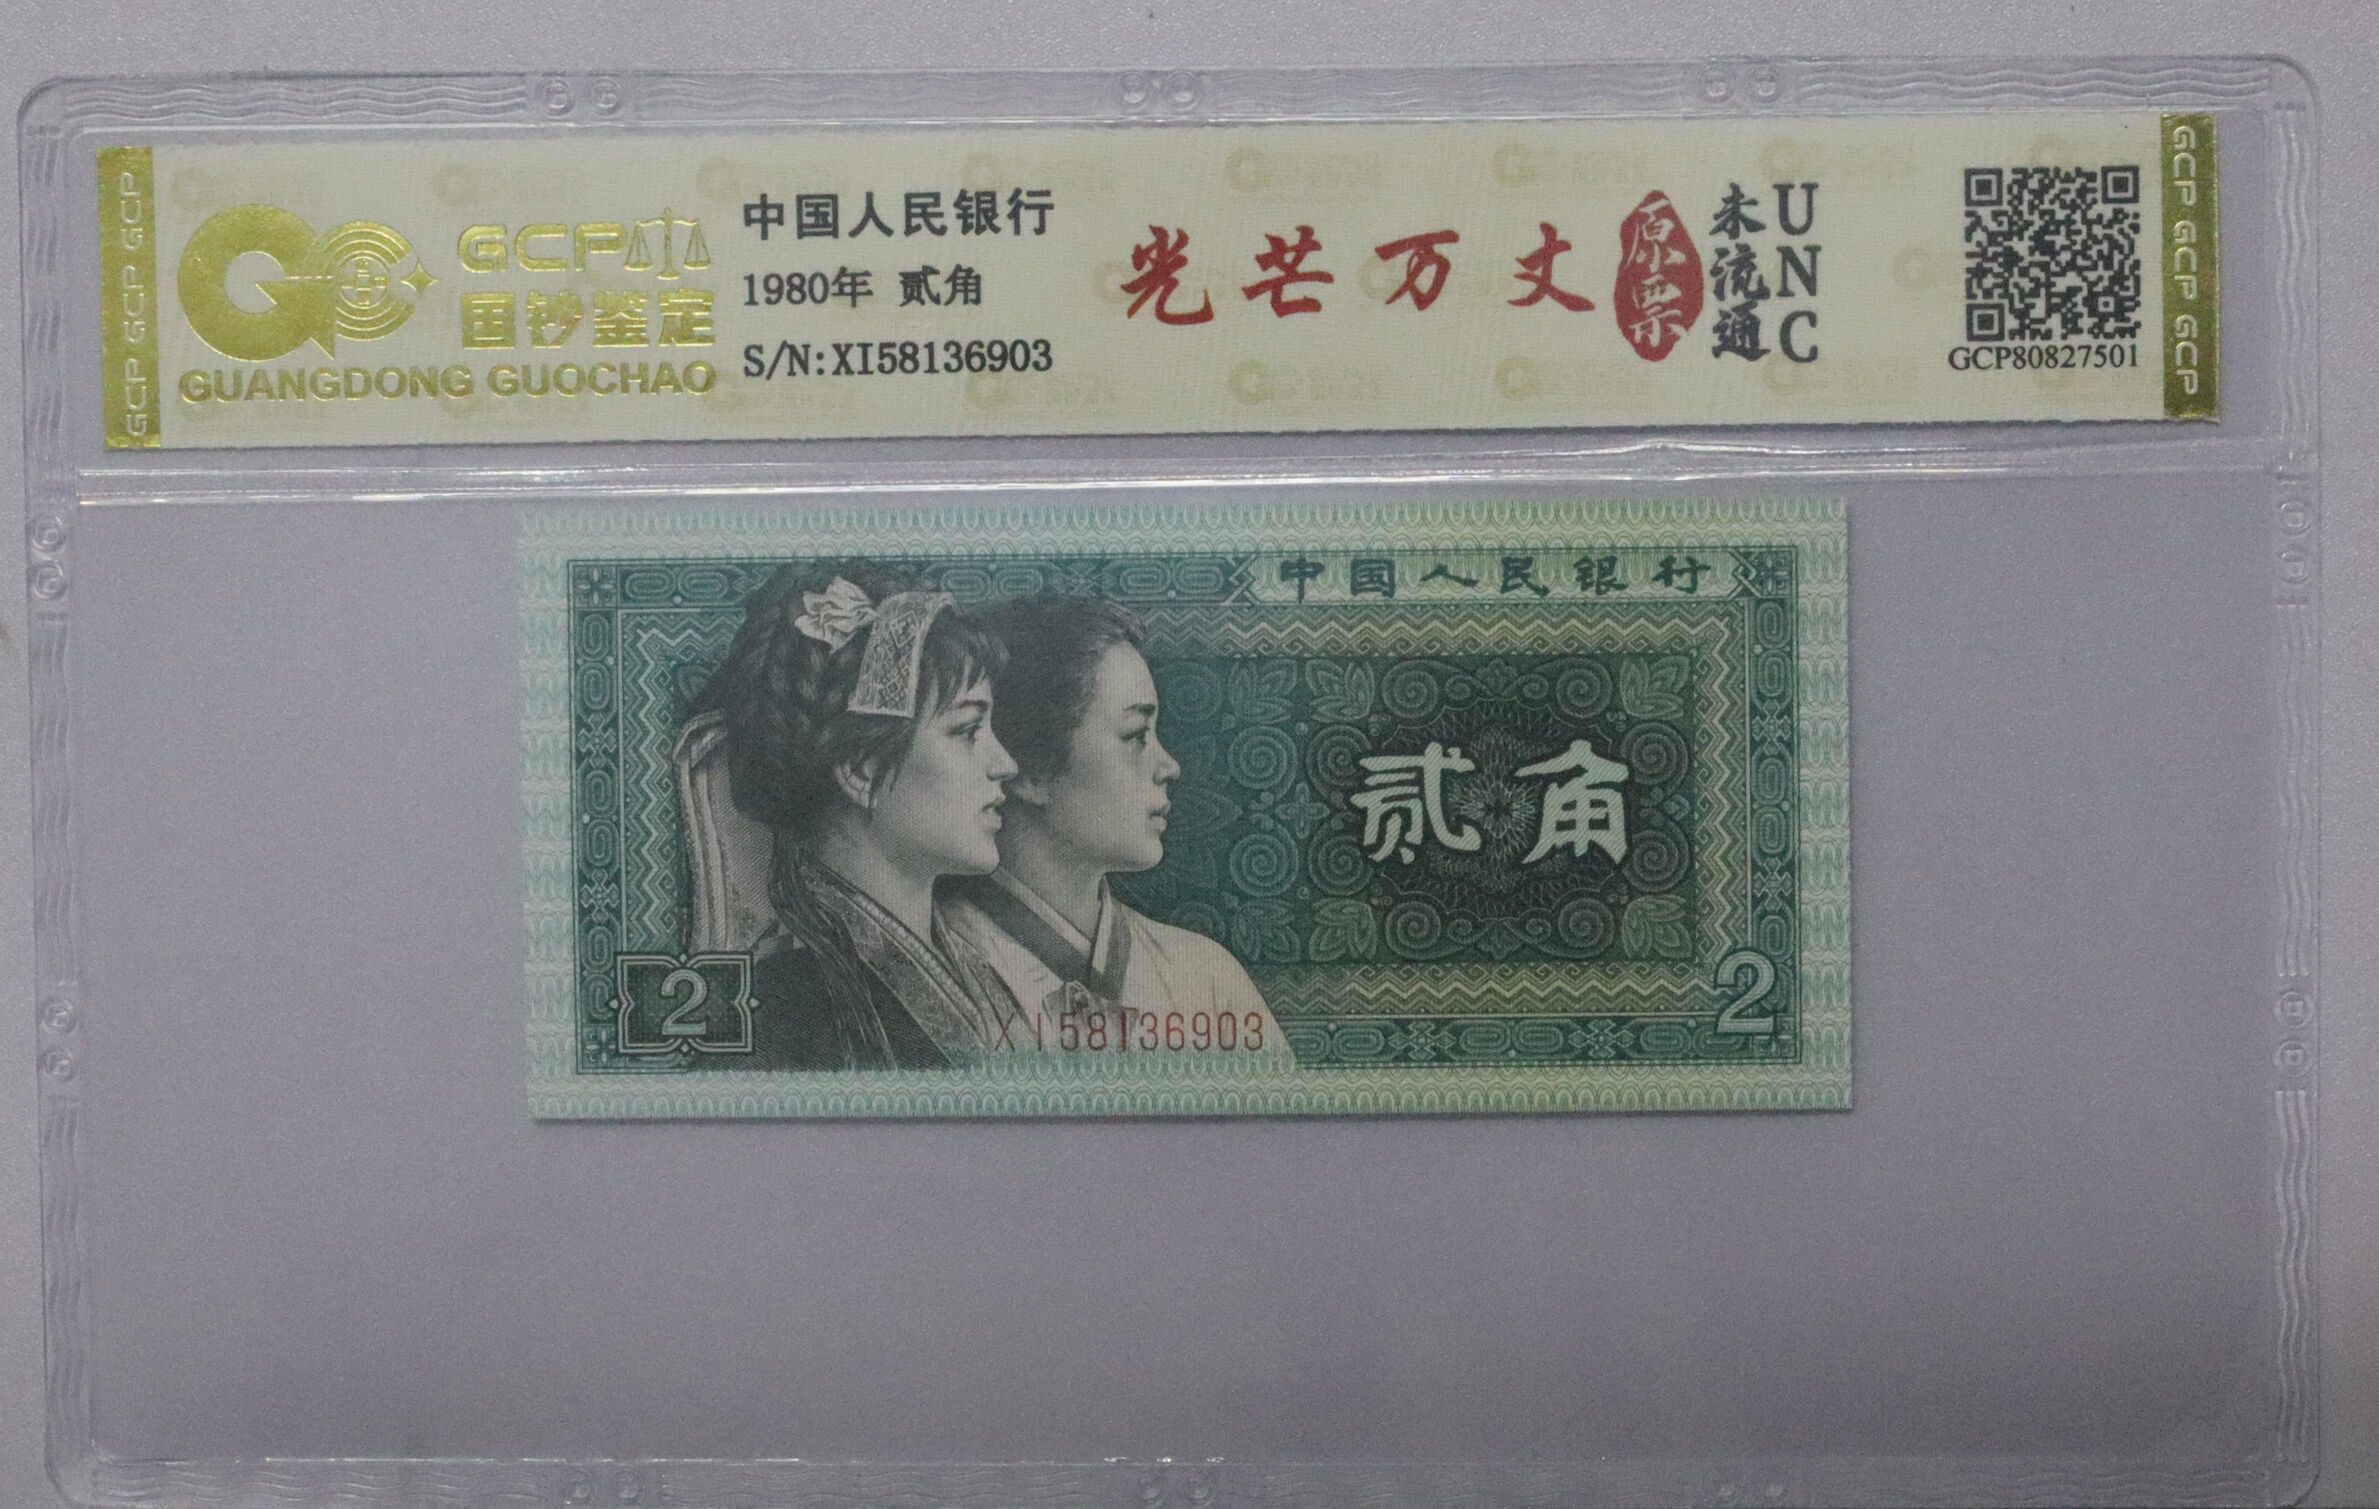 GCP GCP GCP
GCP
国钞鉴定
GUANGDONG GUOCHAO
中国人民银行
1980年 贰角
S/N:XI58136903
光芒万丈
原票
未流通
UNC
GCP80827501
GCP GCP GCP
中国人民银行
贰角
2
XI58136903
2